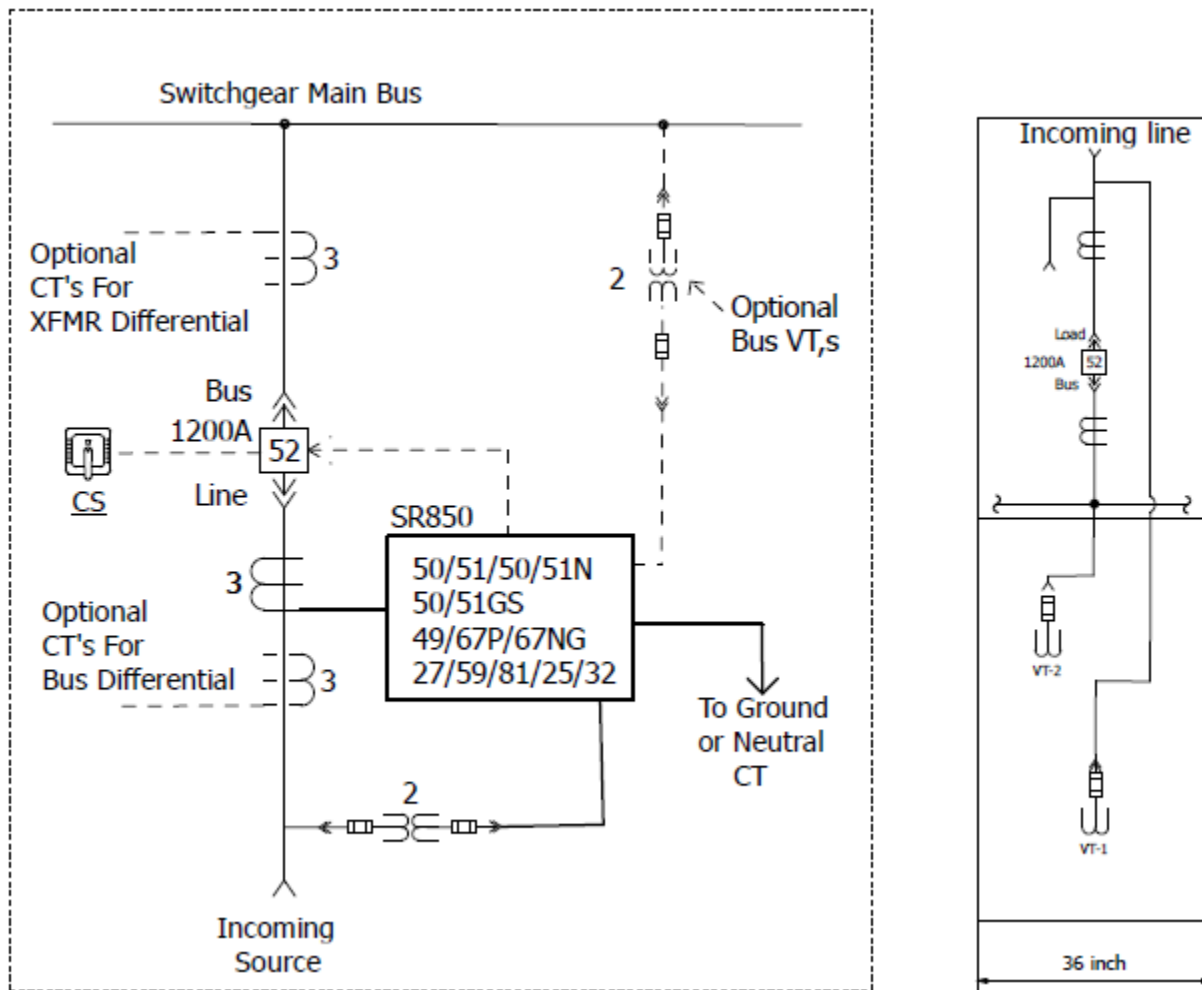 Switchgear Main Bus
Optional
CT's For
XFMR Differential
3
2
Optional
Bus VT,s
Bus
1200A
52
CS
Line
SR850
50/51/50/51N
50/51GS
49/67P/67NG
27/59/81/25/32
3
Optional
CT's For
Bus Differential
3
To Ground
or Neutral
CT
2
Incoming
Source
Incoming line
Load
1200A
52
Bus
VT-2
VT-1
36 inch